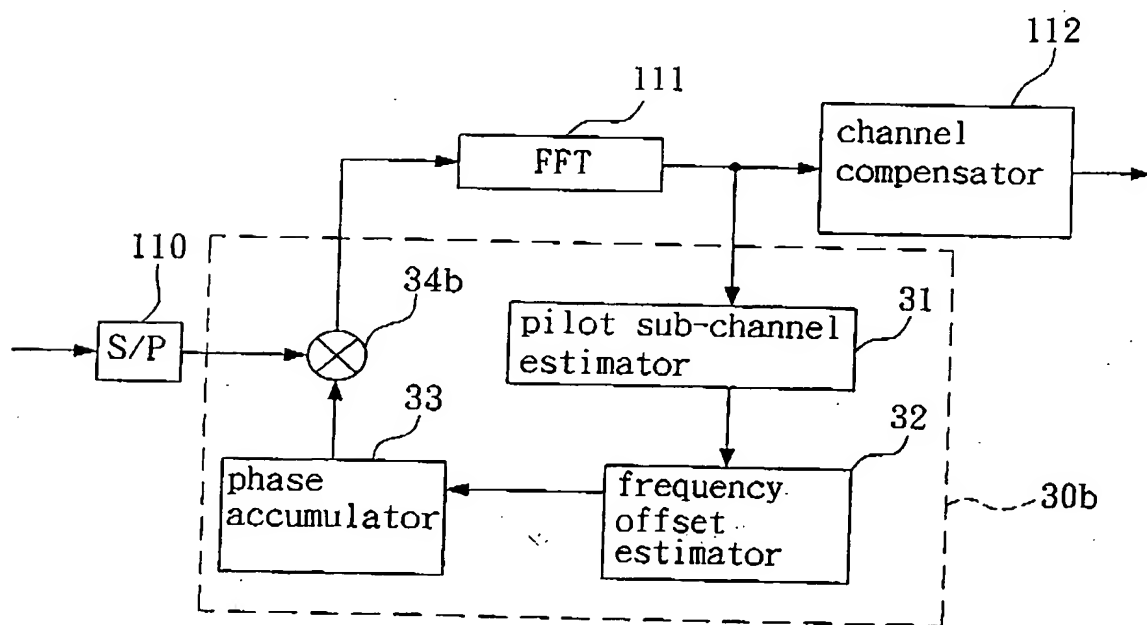 112
111
channel
compensator
FFT
110
34b
S/P
31
pilot sub-channel
estimator
33
32
phase
accumulator
frequency
offset
estimator
30b